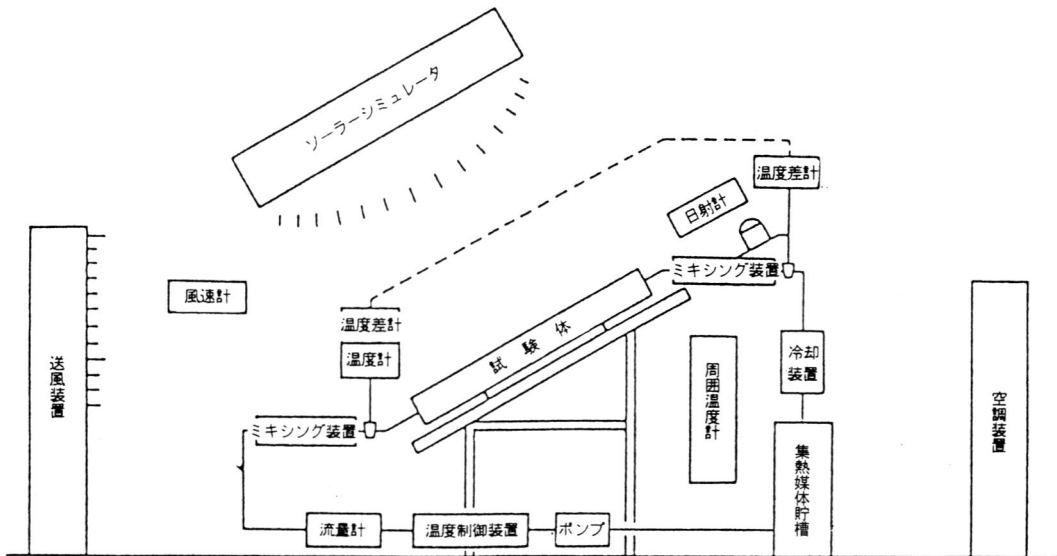 ソーラーシミュレータ
温度差計
日射計
ミキシング装置
風速計
温度差計
温度計
試験体
送風装置
周囲温度計
冷却
装置
空調装置
ミキシング装置
集熱媒体貯槽
流量計
温度制御装置
ポンプ